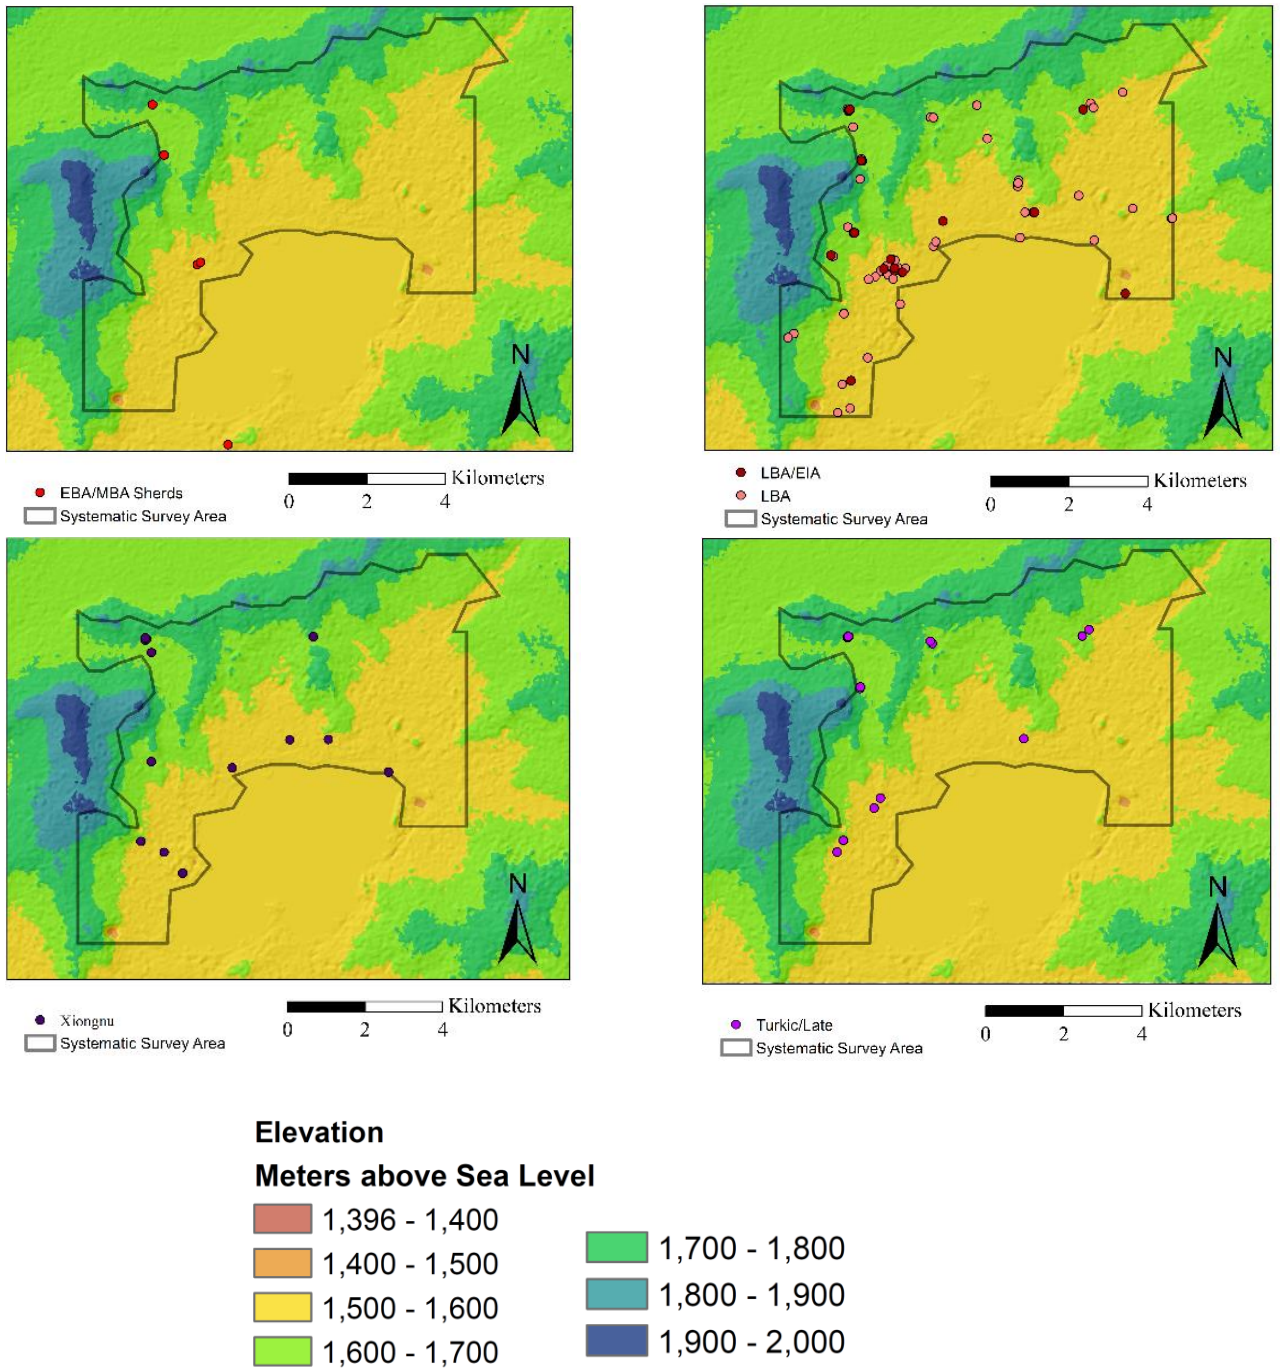 N
Kilometers
0 2 4
EBA/MBA Sherds
Systematic Survey Area
N
Kilometers
0 2 4
LBA/EIA
LBA
Systematic Survey Area
N
Kilometers
0 2 4
Xiongnu
Systematic Survey Area
N
Kilometers
0 2 4
Turkic/Late
Systematic Survey Area
Elevation
Meters above Sea Level
1,396 - 1,400
1,400 - 1,500
1,500 - 1,600
1,600 - 1,700
1,700 - 1,800
1,800 - 1,900
1,900 - 2,000